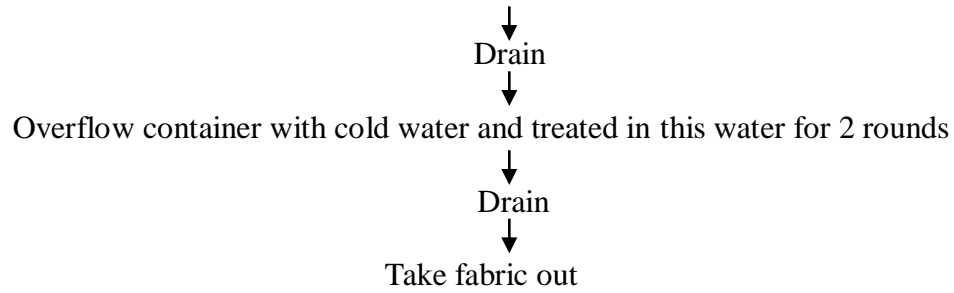 Drain
Overflow container with cold water and treated in this water for 2 rounds
Drain
Take fabric out